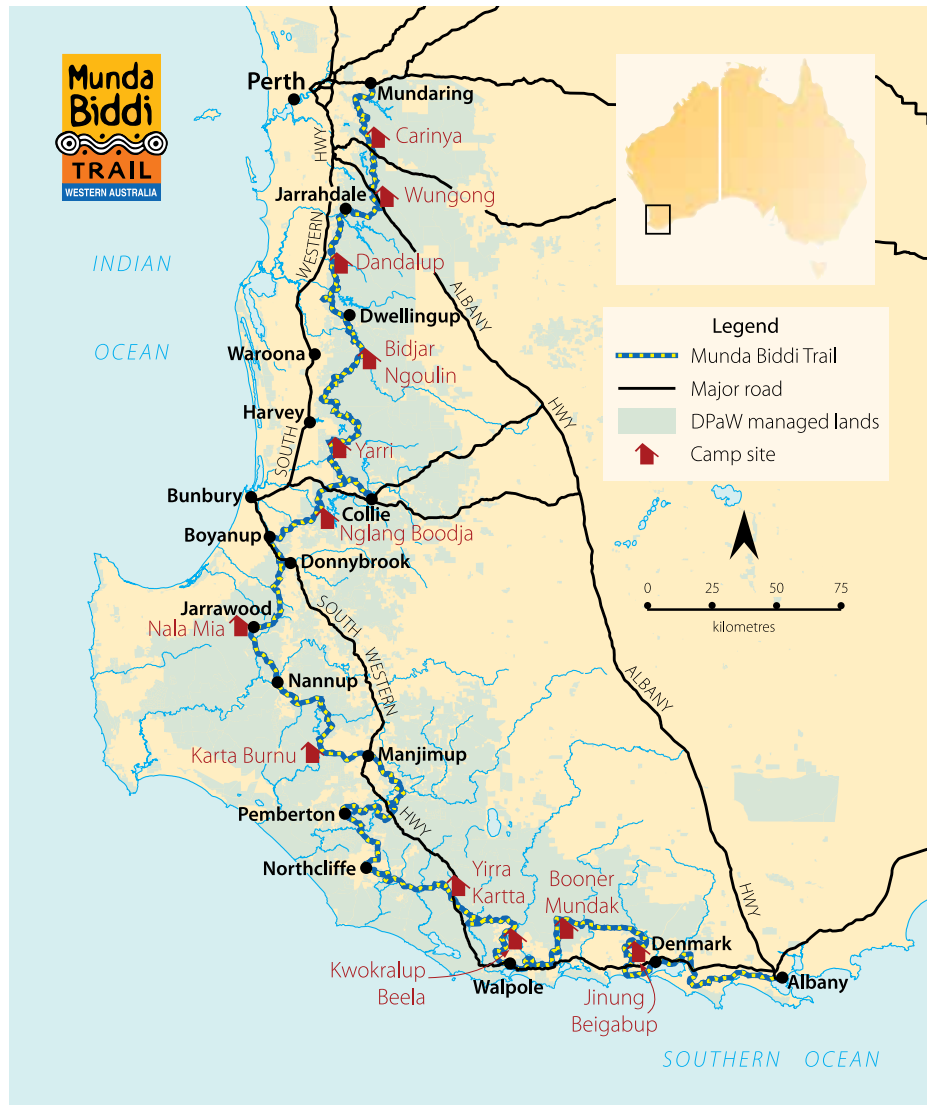 Munda
Biddi
TRAIL
WESTERN AUSTRALIA
Perth
Mundaring
HWY
Carinya
Wungong
Jarrahdale
WESTERN
INDIAN
OCEAN
Dandalup
ALBANY
Dwellingup
Waroona
Bidjar
Ngoulin
HWY
Harvey
SOUTH
Yarri
Bunbury
Collie
Nglang Boodja
Boyanup
Donnybrook
Jarrawood
Nala Mia
SOUTH
WESTERN
Nannup
ALBANY
Karta Burnu
Manjimup
HWY
Pemberton
Northcliffe
Yirra
Kartta
Booner
Mundak
HWY
Kwokralup
Beela
Walpole
Denmark
Jinung
Beigabup
Albany
SOUTHERN OCEAN
Legend
Munda Biddi Trail
Major road
DPaW managed lands
Camp site
0 25 50 75
kilometres